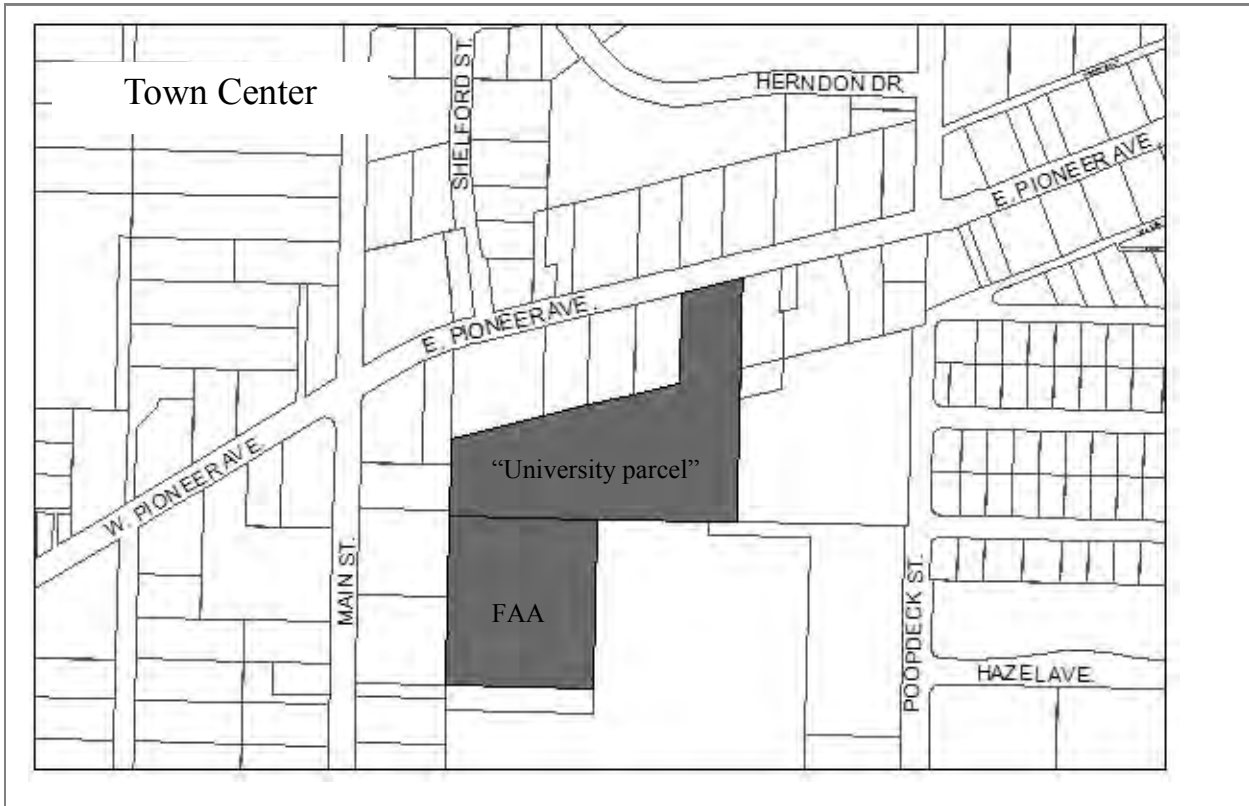 Town Center
SHELFORD ST.
HERNDON DR.
E. PIONEER AVE.
E. PIONEER AVE.
"University parcel"
W. PIONEER AVE.
MAIN ST.
FAA
POOPDECK ST.
HAZEL AVE.